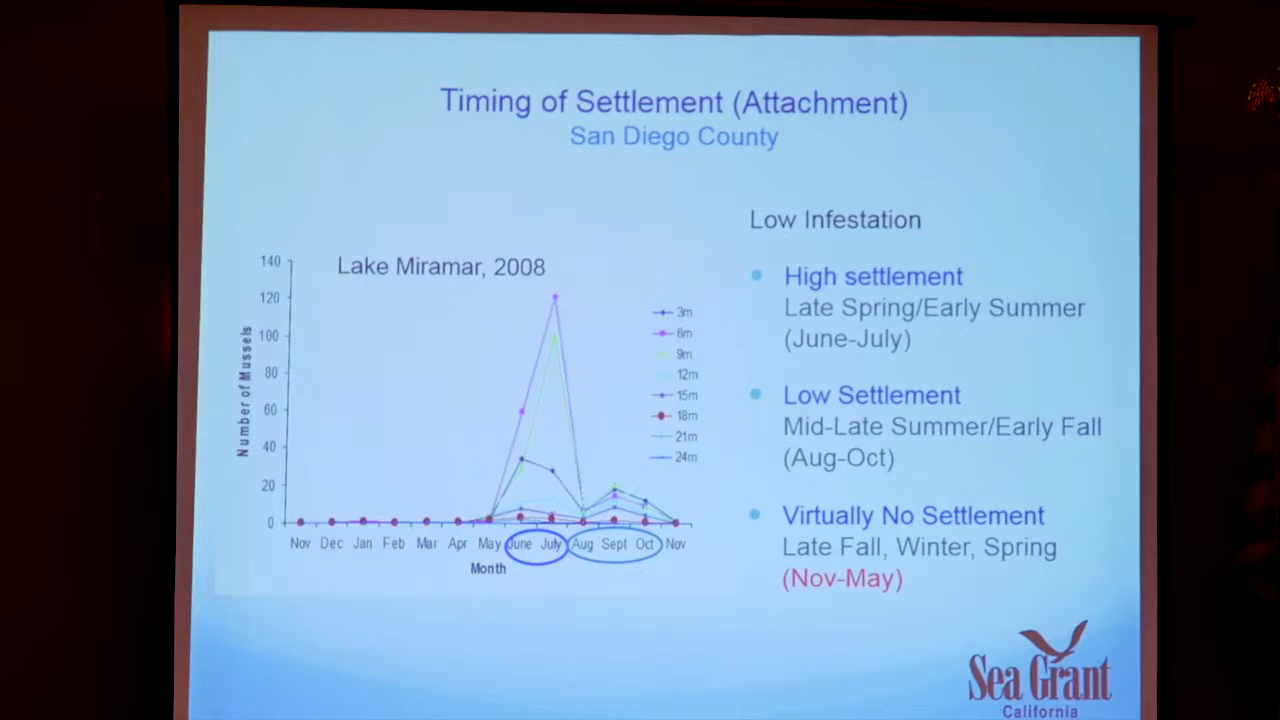 Timing of Settlement (Attachment)
San Diego County
Low Infestation
High settlement
Late Spring/Early Summer
(June-July)
Low Settlement
Mid-Late Summer/Early Fall
(Aug-Oct)
Virtually No Settlement
Late Fall, Winter, Spring
(Nov-May)
Lake Miramar, 2008
Number of Mussels
140
120
100
80
60
40
20
0
3m
6m
9m
12m
15m
18m
21m
24m
Nov Dec Jan Feb Mar Apr May June July Aug Sept Oct Nov
Month
Sea Grant
California